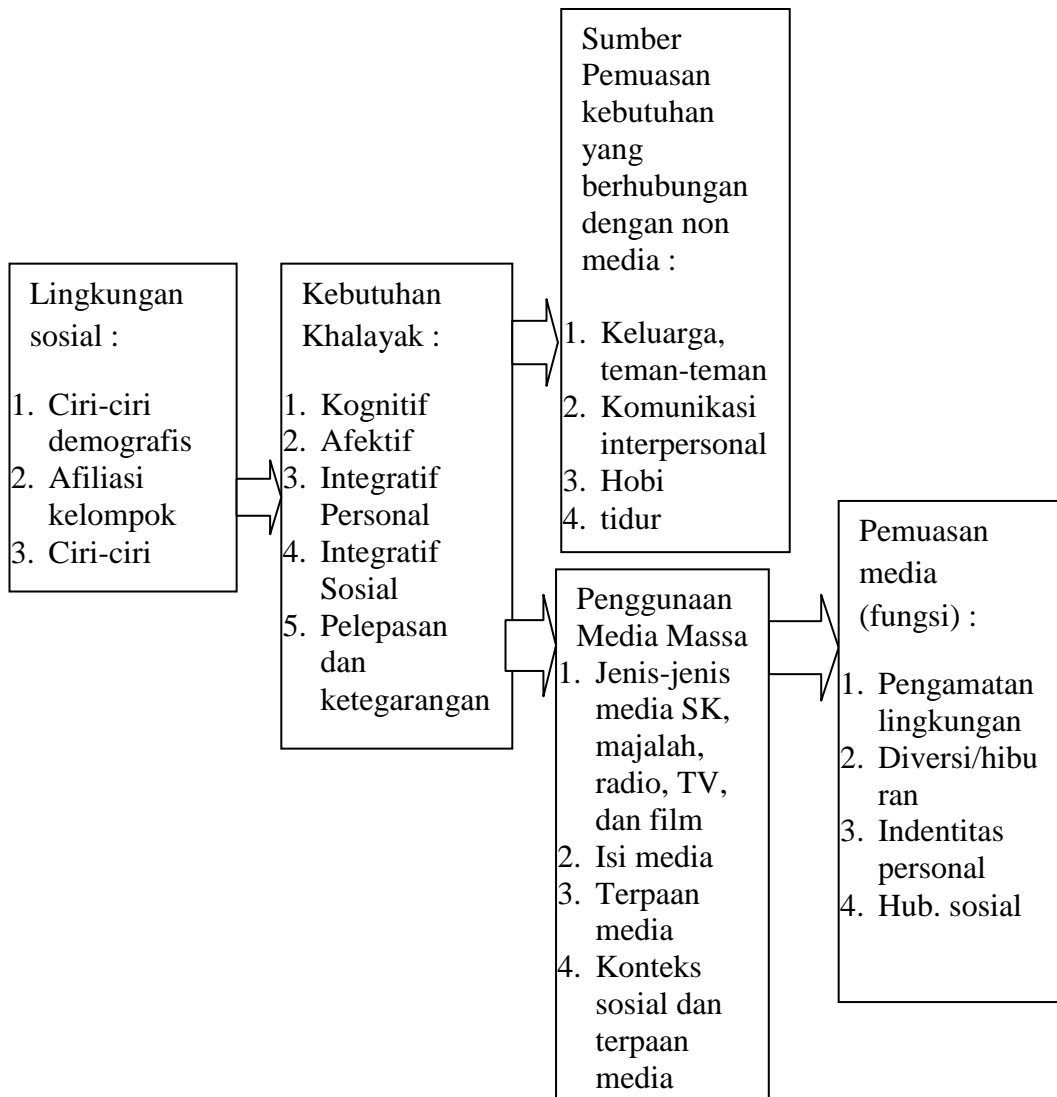 Lingkungan
sosial :
1. Ciri-ciri
demografis
2. Afiliasi
kelompok
3. Ciri-ciri
Kebutuhan
Khalayak :
1. Kognitif
2. Afektif
3. Integratif
Personal
4. Integratif
Sosial
5. Pelepasan
dan
ketegarangan
Sumber
Pemuasan
kebutuhan
yang
berhubungan
dengan non
media :
1. Keluarga,
teman-teman
2. Komunikasi
interpersonal
3. Hobi
4. tidur
Penggunaan
Media Massa
1. Jenis-jenis
media SK,
majalah,
radio, TV,
dan film
2. Isi media
3. Terpaan
media
4. Konteks
sosial dan
terpaan
media
Pemuasan
media
(fungsi) :
1. Pengamatan
lingkungan
2. Diversi/hibu
ran
3. Indentitas
personal
4. Hub. sosial